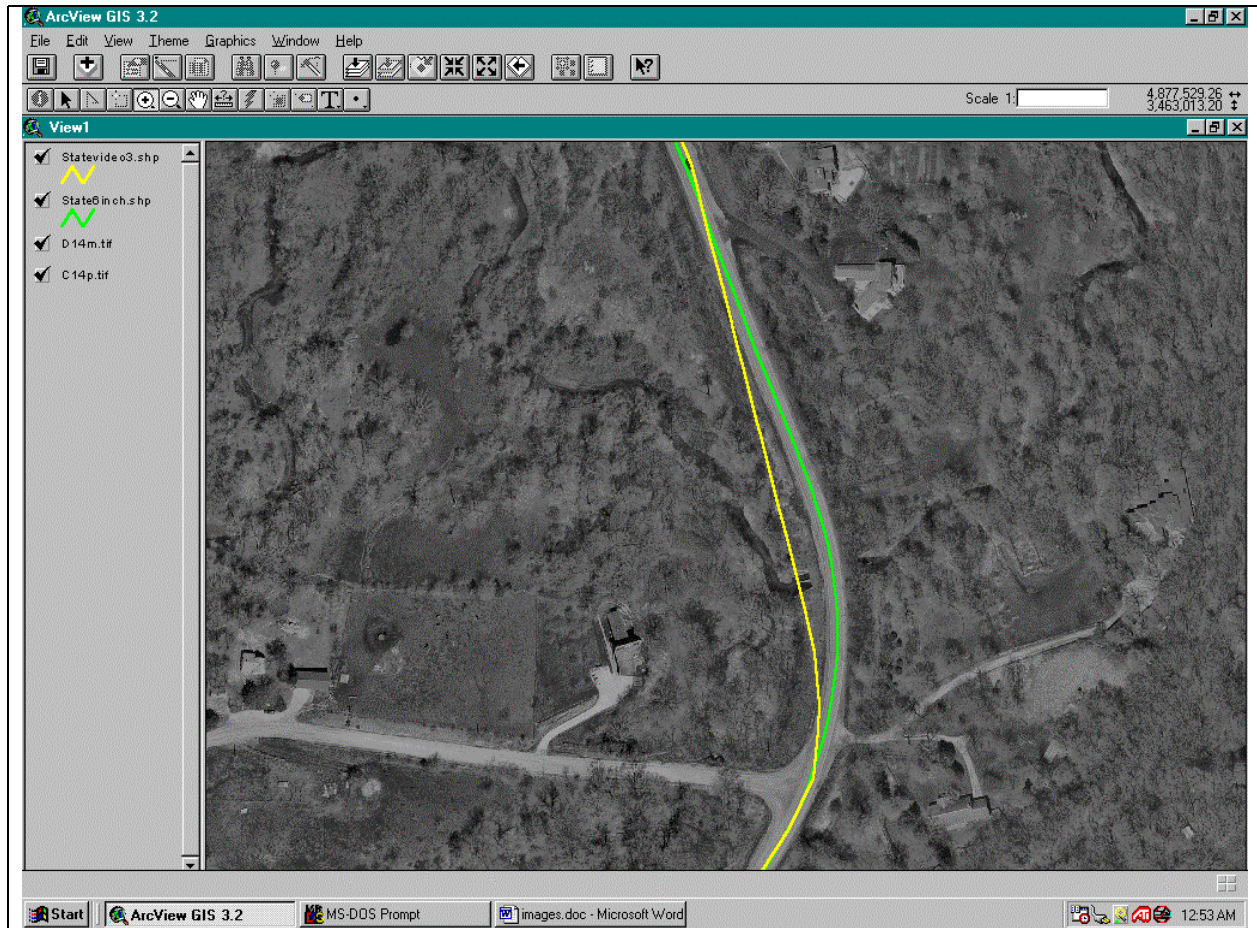 ArcView GIS 3.2
File Edit View Theme Graphics Window Help
Scale 1:
4,877,529.26
3,463,013.20
View1
Statevideo3.shp
State6inch.shp
D14m.tif
C14p.tif
Start ArcView GIS 3.2 MS-DOS Prompt images.doc - Microsoft Word 12:53 AM